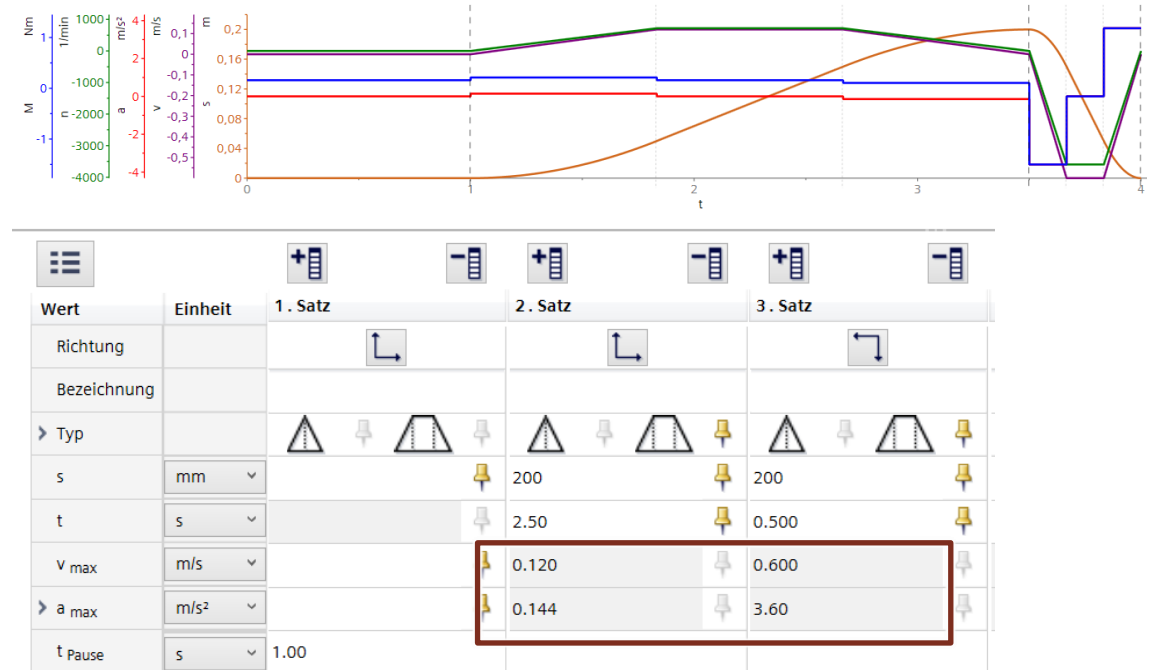 Nm 1/min m/s² m/s m
1000 4 0,1 0,2
1 0 2 0 0,16
0 -1000 0 -0,1 0,12
-2000 -0,2 0,08
-1 -3000 -2 -0,3 0,04
-4000 -4 -0,4 0
-0,5
M n a v s
0 1 2 3 4
t
Wert Einheit 1. Satz 2. Satz 3. Satz
Richtung
Bezeichnung
Typ
s mm 200 200
t s 2.50 0.500
v max m/s 0.120 0.600
a max m/s² 0.144 3.60
t Pause s 1.00